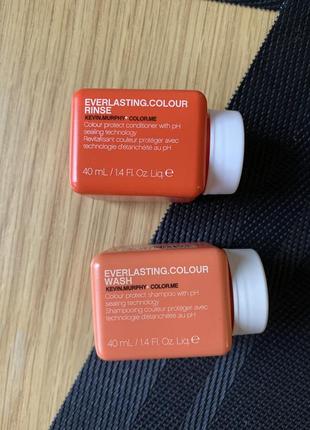 EVERLASTING.COLOUR
RINSE
KEVIN.MURPHY COLOR.ME
Colour protect conditioner with pH
sealing technology
Revitalisant couleur protéger avec
technologie d'étanchéité au pH
40 mL / 1.4 Fl. Oz. Liq. ℮
EVERLASTING.COLOUR
WASH
KEVIN.MURPHY COLOR.ME
Colour protect shampoo with pH
sealing technology
Shampooing couleur protéger avec
technologie d'étanchéité au pH
40 mL / 1.4 Fl. Oz. Liq. ℮